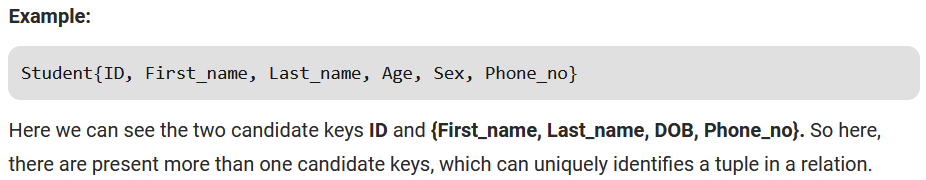 Example:
Student{ID, First_name, Last_name, Age, Sex, Phone_no}
Here we can see the two candidate keys ID and {First_name, Last_name, DOB, Phone_no}. So here,
there are present more than one candidate keys, which can uniquely identifies a tuple in a relation.